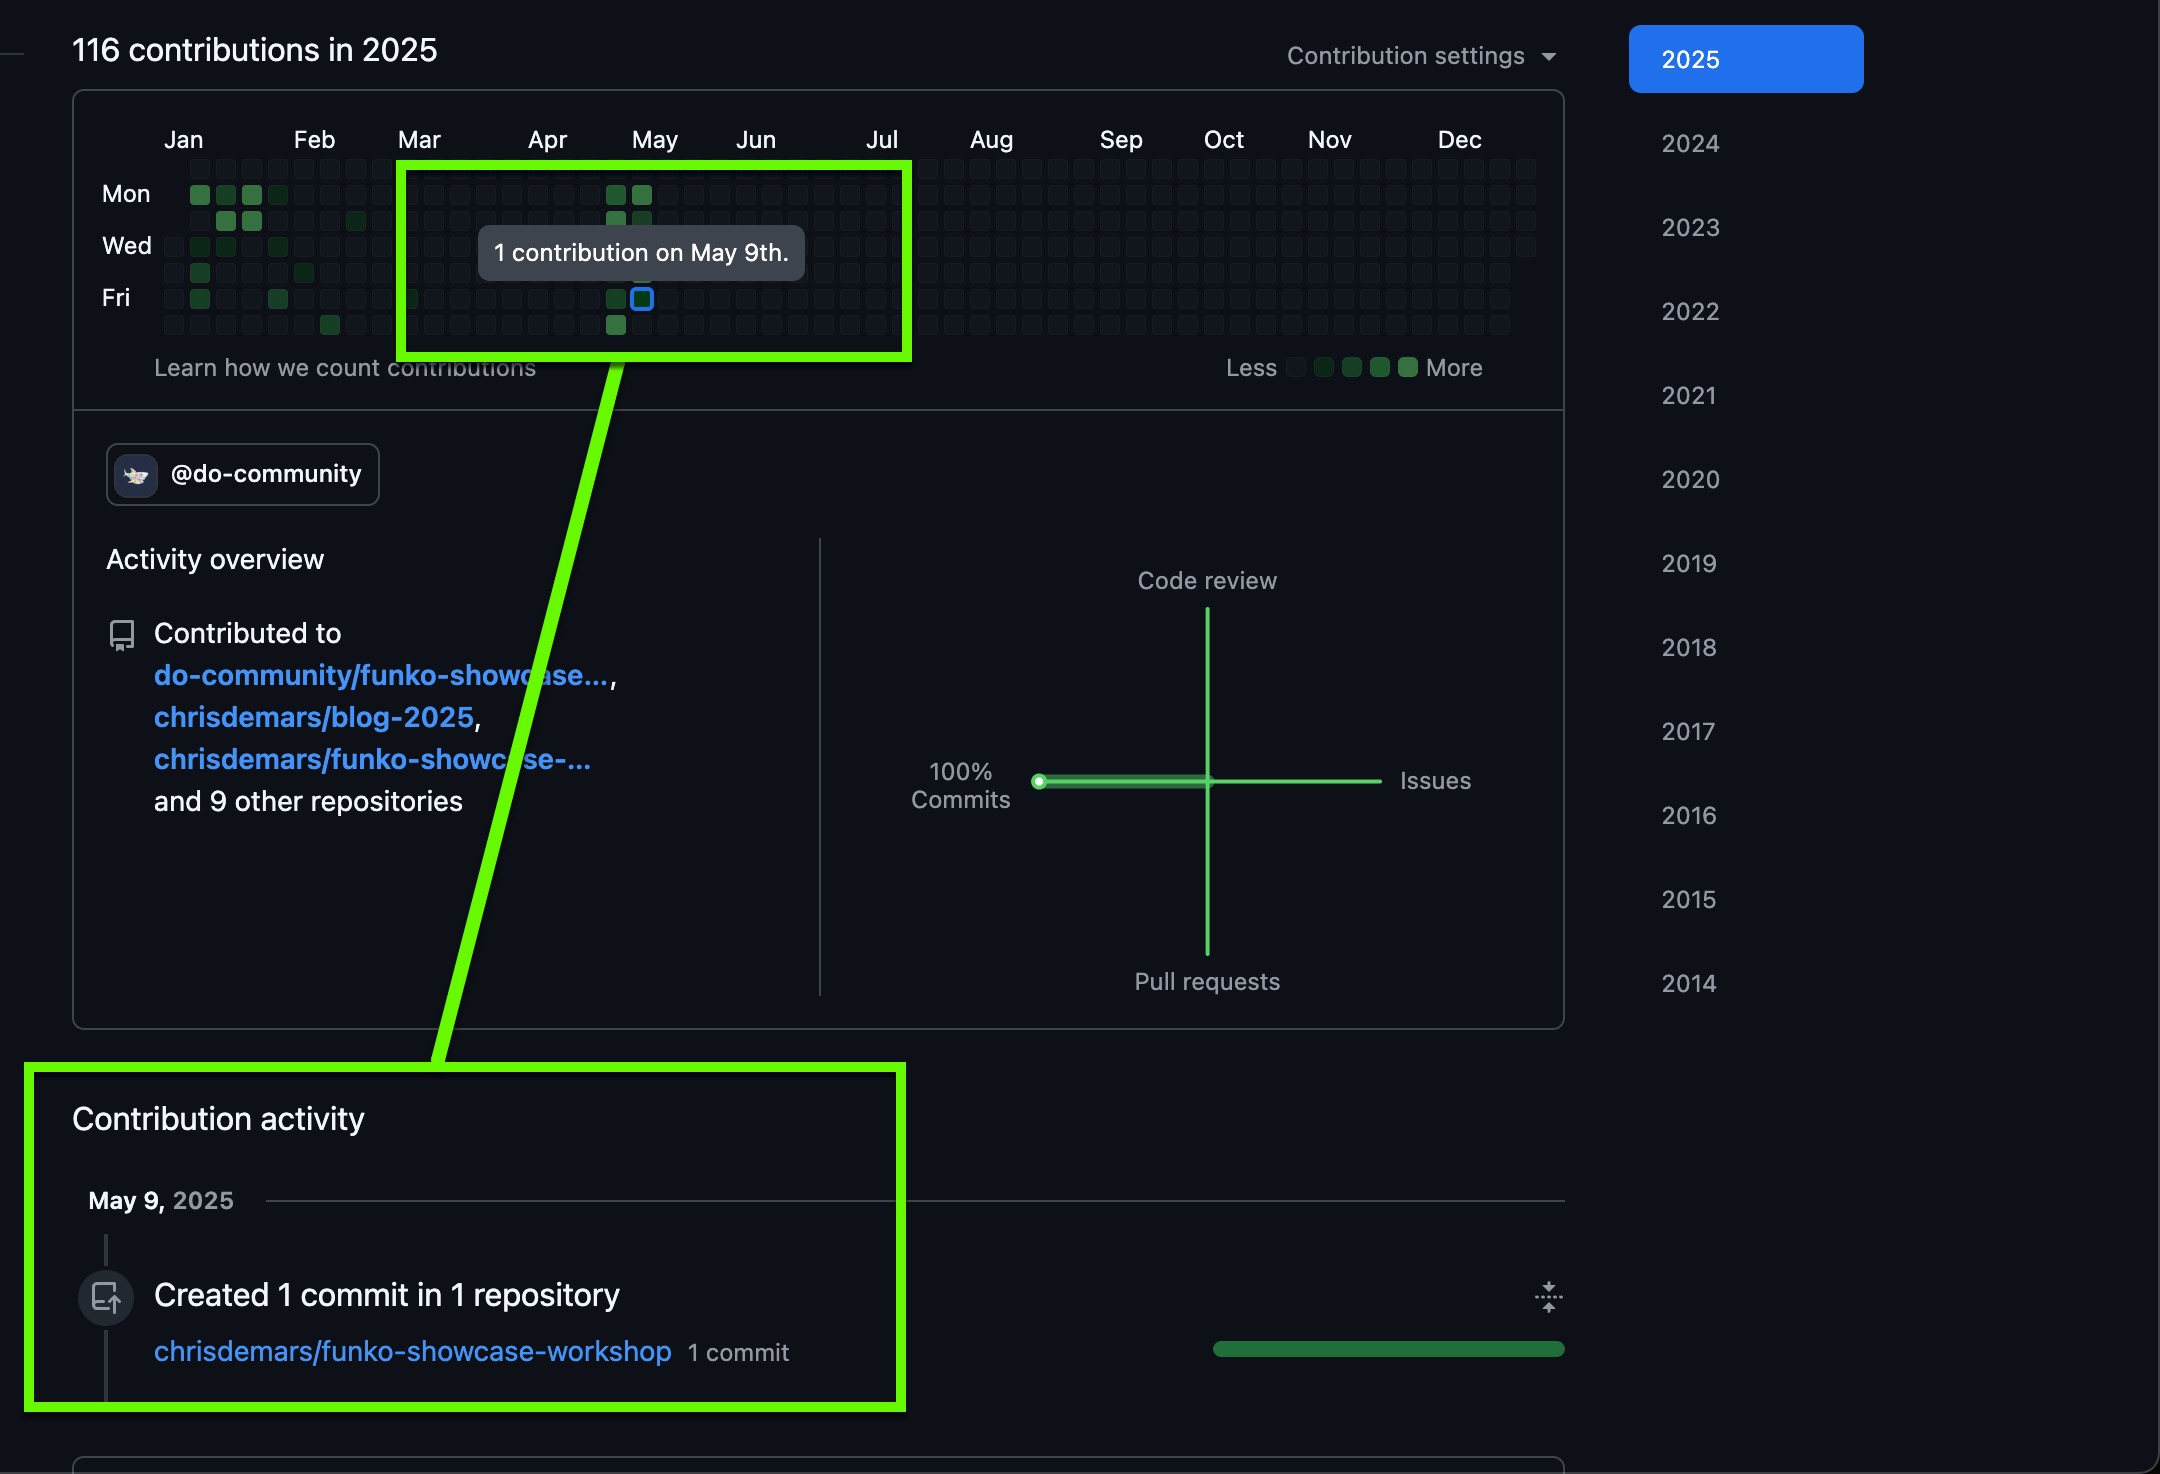 116 contributions in 2025
Contribution settings
2025
2024
2023
2022
2021
2020
2019
2018
2017
2016
2015
2014
Jan Feb Mar Apr May Jun Jul Aug Sep Oct Nov Dec
Mon
Wed
Fri
1 contribution on May 9th.
Learn how we count contributions
Less More
@do-community
Activity overview
Contributed to
do-community/funko-showcase...,
chrisdemars/blog-2025,
chrisdemars/funko-showcase-...
and 9 other repositories
Code review
100%
Commits
Issues
Pull requests
Contribution activity
May 9, 2025
Created 1 commit in 1 repository
chrisdemars/funko-showcase-workshop 1 commit